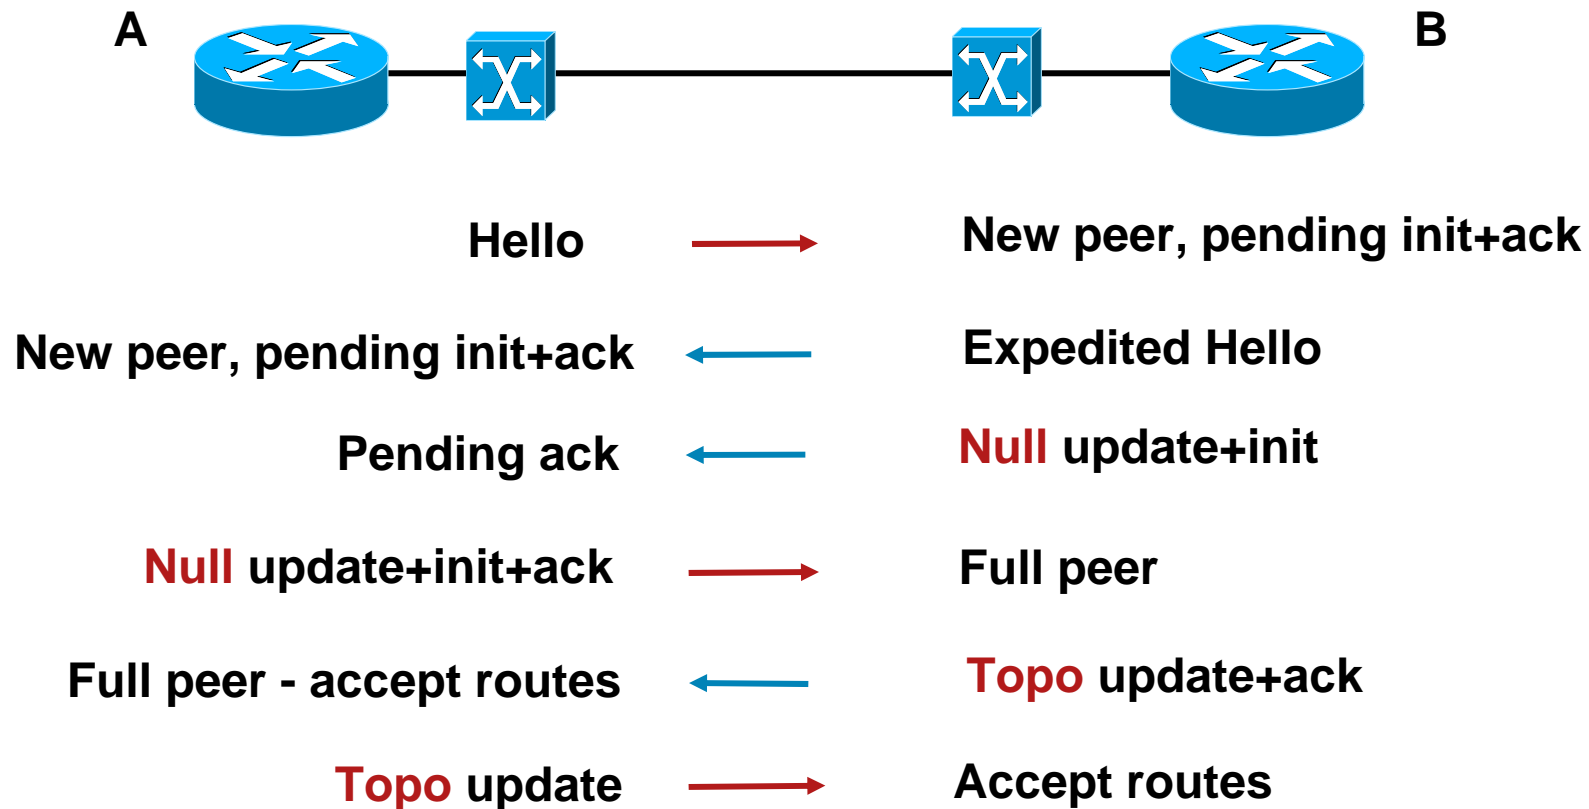 A
B
Hello
New peer, pending init+ack
New peer, pending init+ack
Expedited Hello
Pending ack
Null update+init
Null update+init+ack
Full peer
Full peer - accept routes
Topo update+ack
Topo update
Accept routes